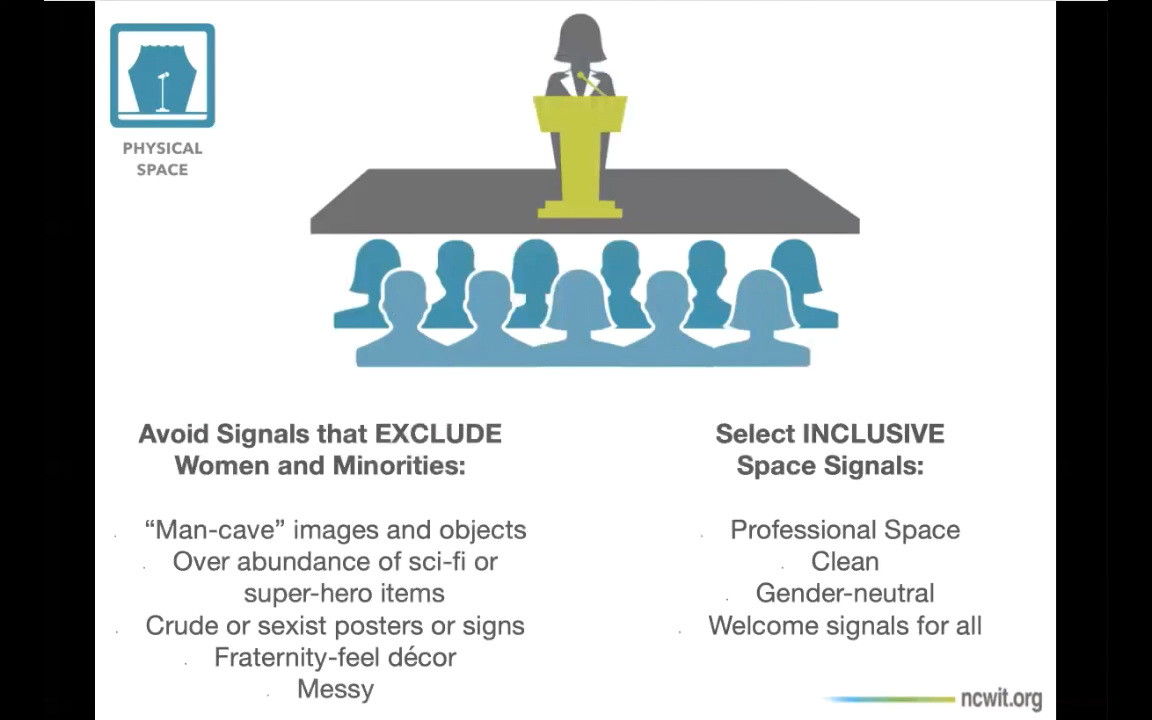 PHYSICAL
SPACE
Avoid Signals that EXCLUDE
Women and Minorities:
“Man-cave” images and objects
Over abundance of sci-fi or
super-hero items
Crude or sexist posters or signs
Fraternity-feel décor
Messy
Select INCLUSIVE
Space Signals:
Professional Space
Clean
Gender-neutral
Welcome signals for all
ncwit.org